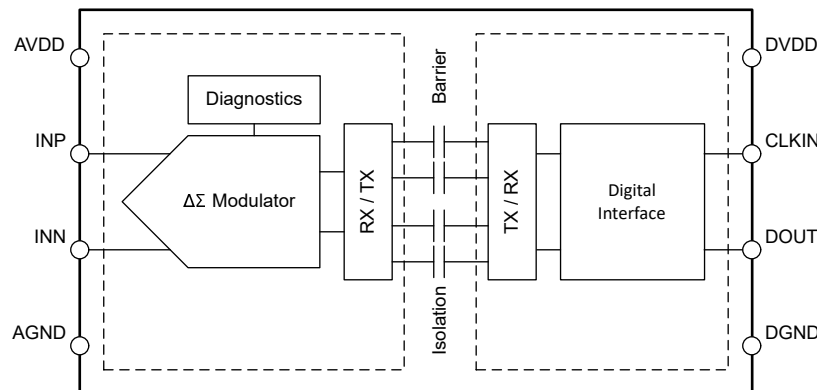 AVDD
DVDD
Barrier
Diagnostics
INP
CLKIN
ΔΣ Modulator
RX / TX
TX / RX
Digital
Interface
INN
DOUT
Isolation
AGND
DGND